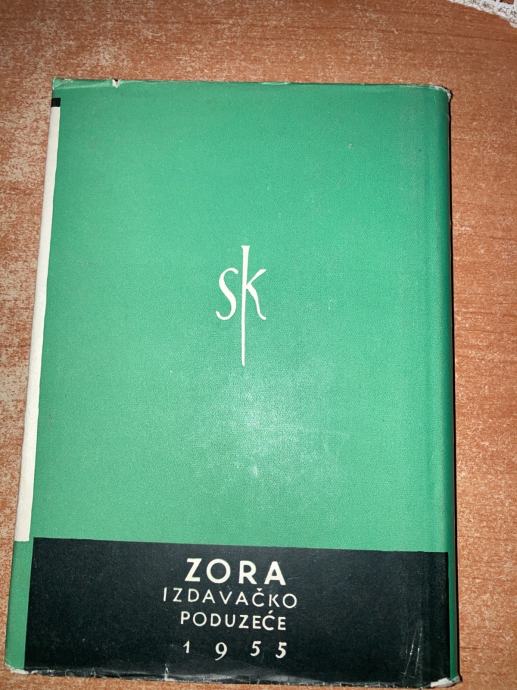 sk
ZORA
IZDAVAČKO
PODUZEĆE
1955